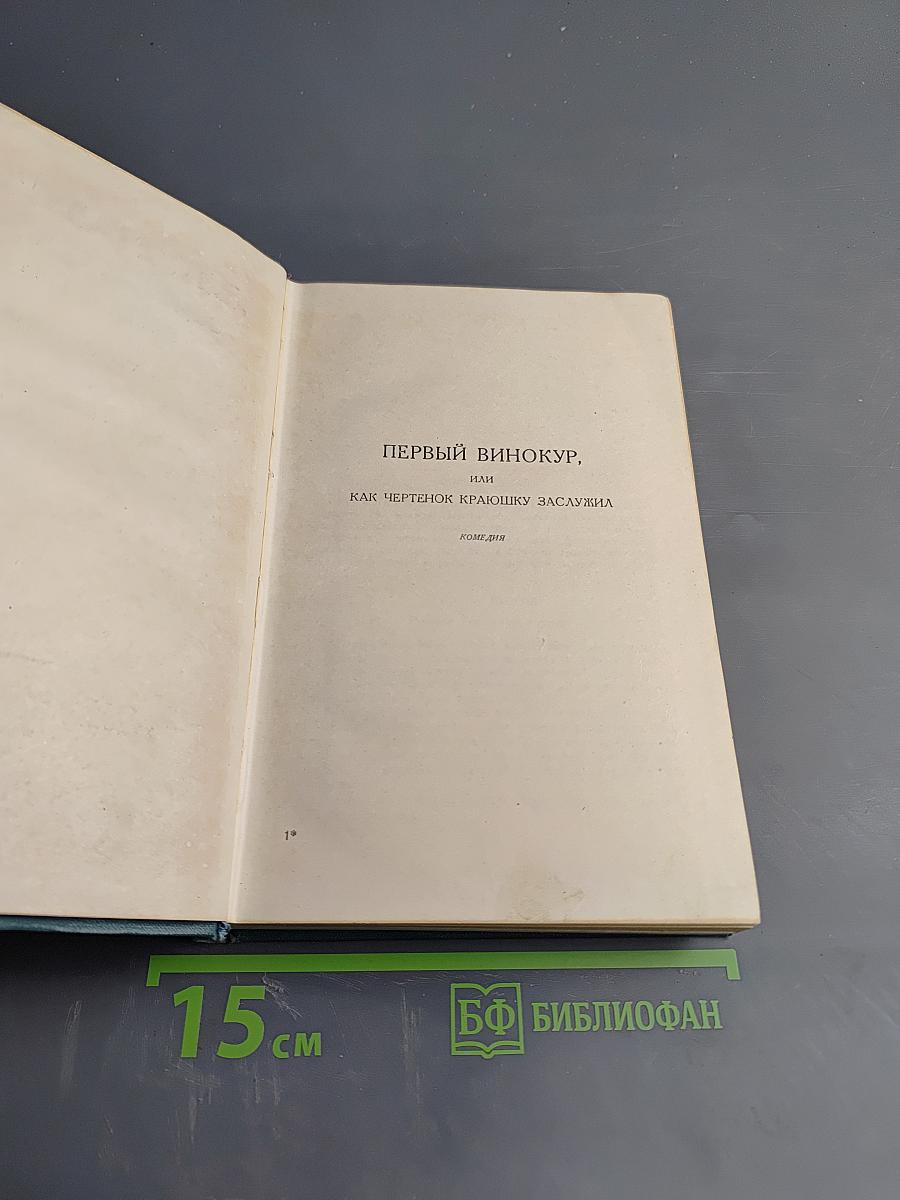 ПЕРВЫЙ ВИНОКУР,
ИЛИ
КАК ЧЕРТЕНОК КРАЮШКУ ЗАСЛУЖИЛ
КОМЕДИЯ
1*
15 см
БФ БИБЛИОФАН